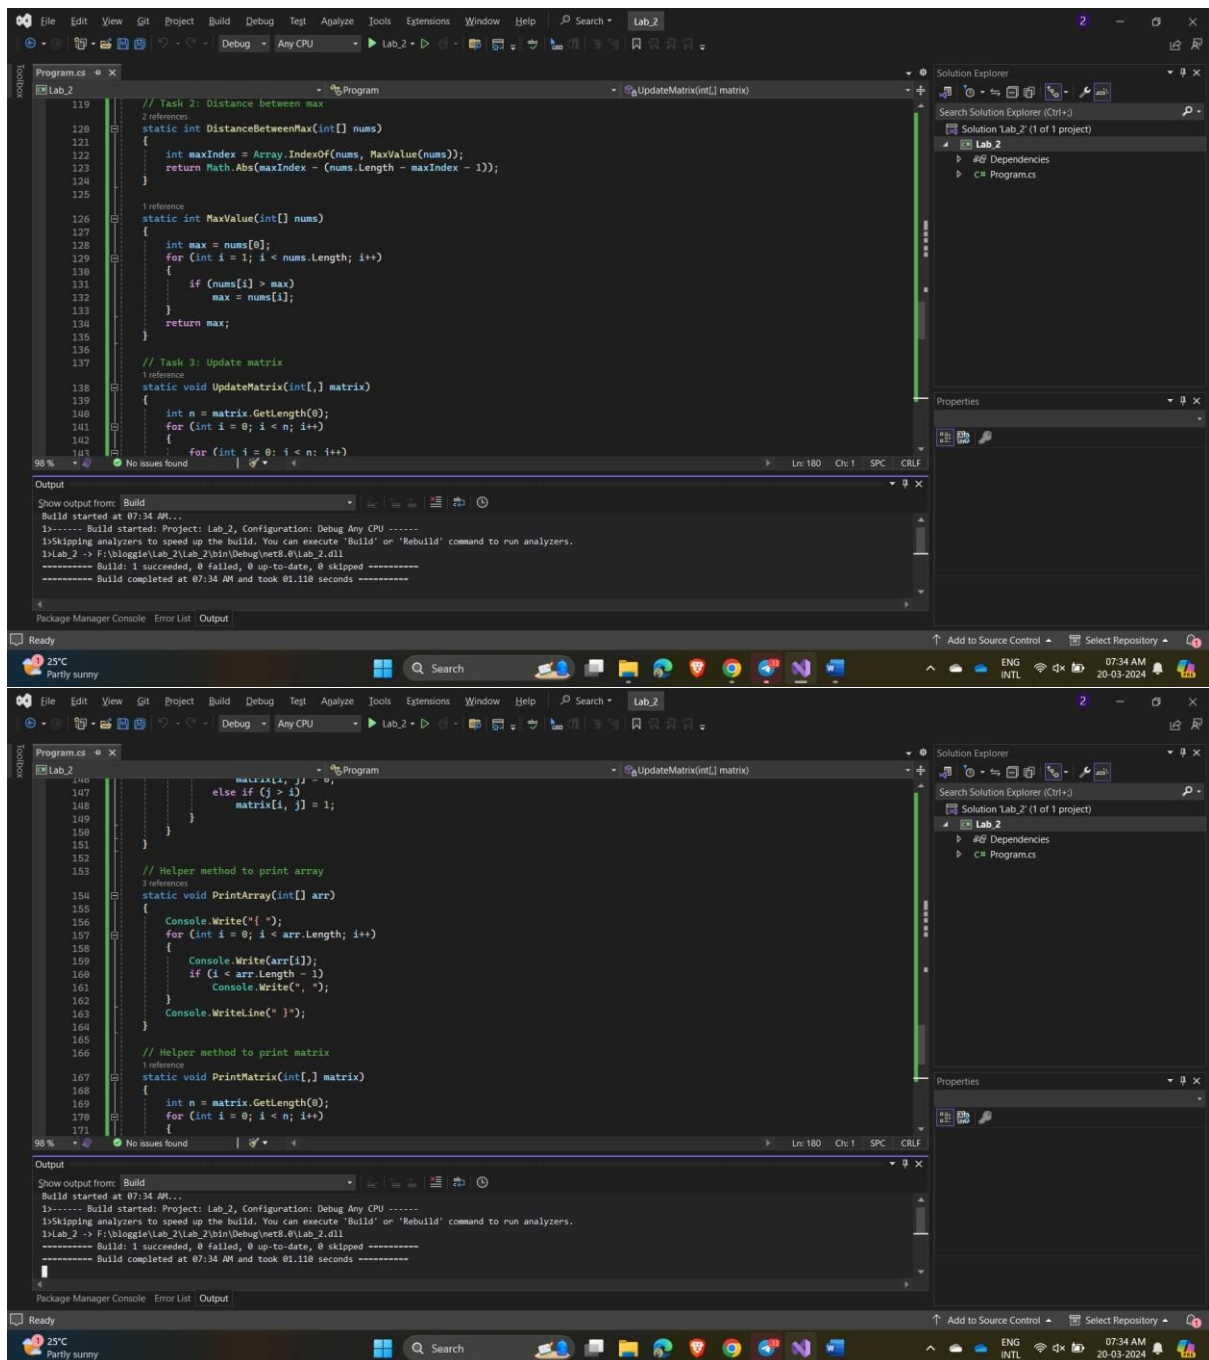 File Edit View Git Project Build Debug Test Analyze Tools Extensions Window Help Search Lab_2 2
Debug Any CPU Lab_2
Toolbox
Program.cs
Lab_2 Program UpdateMatrix(int[,] matrix)
119 // Task 2: Distance between max
2 references
120 static int DistanceBetweenMax(int[] nums)
121 {
122 int maxIndex = Array.IndexOf(nums, MaxValue(nums));
123 return Math.Abs(maxIndex - (nums.Length - maxIndex - 1));
124 }
125
1 reference
126 static int MaxValue(int[] nums)
127 {
128 int max = nums[0];
129 for (int i = 1; i < nums.Length; i++)
130 {
131 if (nums[i] > max)
132 max = nums[i];
133 }
134 return max;
135 }
136
137 // Task 3: Update matrix
1 reference
138 static void UpdateMatrix(int[,] matrix)
139 {
140 int n = matrix.GetLength(0);
141 for (int i = 0; i < n; i++)
142 {
143 for (int j = 0; j < n; j++)
98 % No issues found Ln: 180 Ch: 1 SPC CRLF
Output
Show output from: Build
Build started at 07:34 AM...
1>------ Build started: Project: Lab_2, Configuration: Debug Any CPU ------
1>Skipping analyzers to speed up the build. You can execute 'Build' or 'Rebuild' command to run analyzers.
1>Lab_2 -> F:\bloggie\Lab_2\Lab_2\bin\Debug\net8.0\Lab_2.dll
========== Build: 1 succeeded, 0 failed, 0 up-to-date, 0 skipped ==========
========== Build completed at 07:34 AM and took 01.110 seconds ==========
Package Manager Console Error List Output
Solution Explorer
Search Solution Explorer (Ctrl+;)
Solution 'Lab_2' (1 of 1 project)
Lab_2
Dependencies
C# Program.cs
Properties
Ready Add to Source Control Select Repository 1
1 25°C
Partly sunny
Search
ENG
INTL
07:34 AM
20-03-2024
File Edit View Git Project Build Debug Test Analyze Tools Extensions Window Help Search Lab_2 2
Debug Any CPU Lab_2
Toolbox
Program.cs
Lab_2 Program UpdateMatrix(int[,] matrix)
146 matrix[i, j] = 0;
147 else if (j > i)
148 matrix[i, j] = 1;
149 }
150 }
151 }
152
153 // Helper method to print array
3 references
154 static void PrintArray(int[] arr)
155 {
156 Console.Write("{ ");
157 for (int i = 0; i < arr.Length; i++)
158 {
159 Console.Write(arr[i]);
160 if (i < arr.Length - 1)
161 Console.Write(", ");
162 }
163 Console.WriteLine(" }");
164 }
165
166 // Helper method to print matrix
1 reference
167 static void PrintMatrix(int[,] matrix)
168 {
169 int n = matrix.GetLength(0);
170 for (int i = 0; i < n; i++)
171 {
98 % No issues found Ln: 180 Ch: 1 SPC CRLF
Output
Show output from: Build
Build started at 07:34 AM...
1>------ Build started: Project: Lab_2, Configuration: Debug Any CPU ------
1>Skipping analyzers to speed up the build. You can execute 'Build' or 'Rebuild' command to run analyzers.
1>Lab_2 -> F:\bloggie\Lab_2\Lab_2\bin\Debug\net8.0\Lab_2.dll
========== Build: 1 succeeded, 0 failed, 0 up-to-date, 0 skipped ==========
========== Build completed at 07:34 AM and took 01.110 seconds ==========
Package Manager Console Error List Output
Solution Explorer
Search Solution Explorer (Ctrl+;)
Solution 'Lab_2' (1 of 1 project)
Lab_2
Dependencies
C# Program.cs
Properties
Ready Add to Source Control Select Repository 1
1 25°C
Partly sunny
Search
ENG
INTL
07:34 AM
20-03-2024